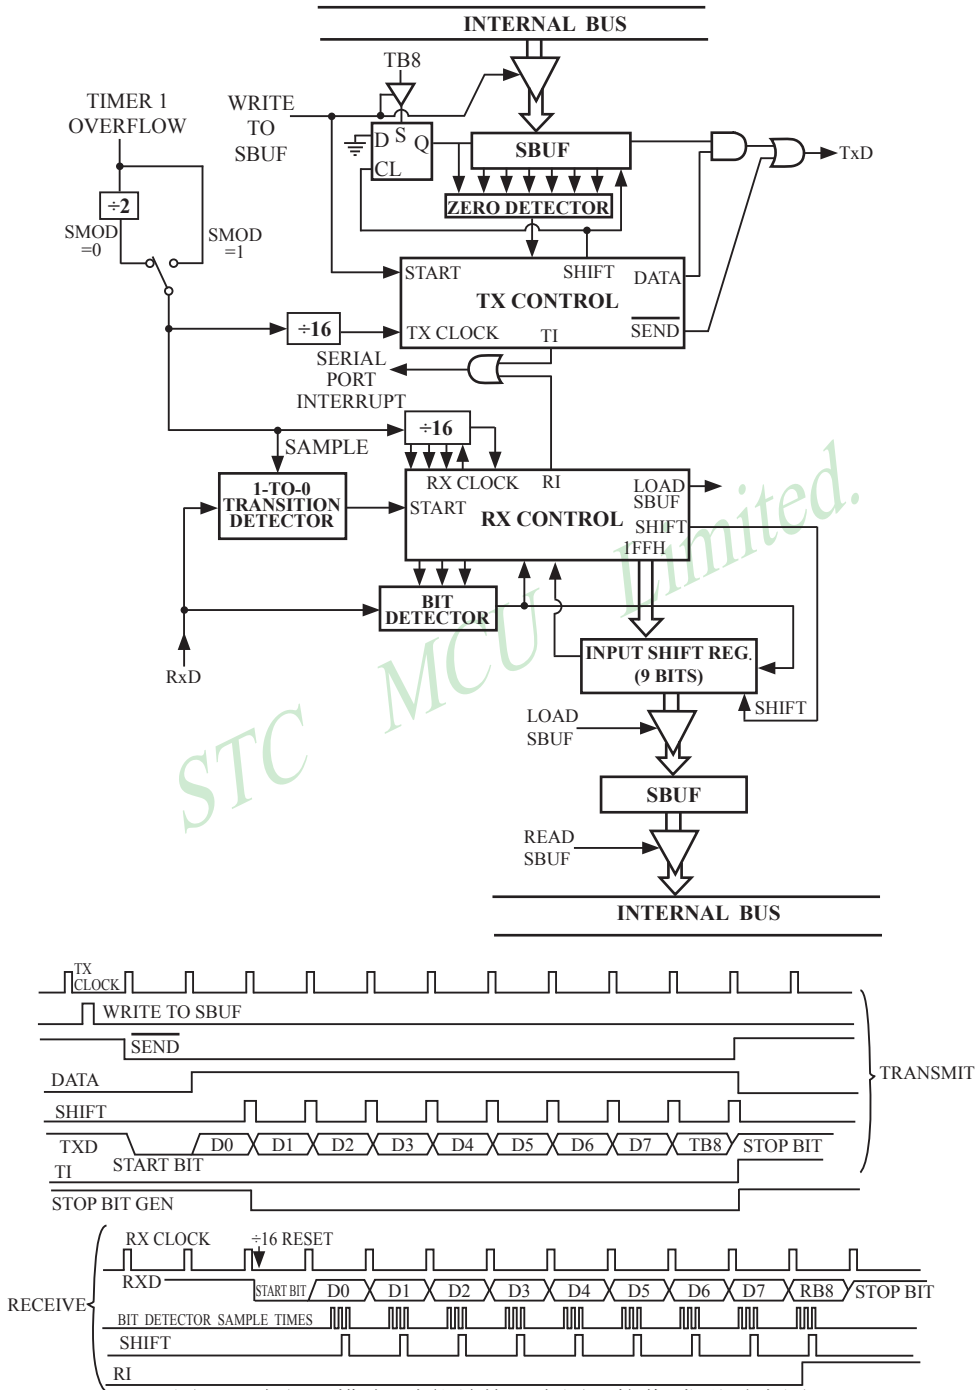 INTERNAL BUS
TB8
TIMER 1
OVERFLOW
WRITE
TO
SBUF
D S Q
CL
SBUF
TxD
÷2
ZERO DETECTOR
SMOD
=0
SMOD
=1
START
SHIFT
DATA
TX CONTROL
÷16
TX CLOCK
TI
SEND
SERIAL
PORT
INTERRUPT
÷16
SAMPLE
RX CLOCK
RI
LOAD
SBUF
1-TO-0
TRANSITION
DETECTOR
START
RX CONTROL
SHIFT
1FFH
BIT
DETECTOR
RxD
INPUT SHIFT REG.
(9 BITS)
SHIFT
LOAD
SBUF
SBUF
READ
SBUF
INTERNAL BUS
STC MCU Limited.
TX
CLOCK
WRITE TO SBUF
SEND
DATA
TRANSMIT
SHIFT
TXD START BIT D0 D1 D2 D3 D4 D5 D6 D7 TB8 STOP BIT
TI
STOP BIT GEN
RX CLOCK ÷16 RESET
RXD START BIT D0 D1 D2 D3 D4 D5 D6 D7 RB8 STOP BIT
RECEIVE
BIT DETECTOR SAMPLE TIMES
SHIFT
RI